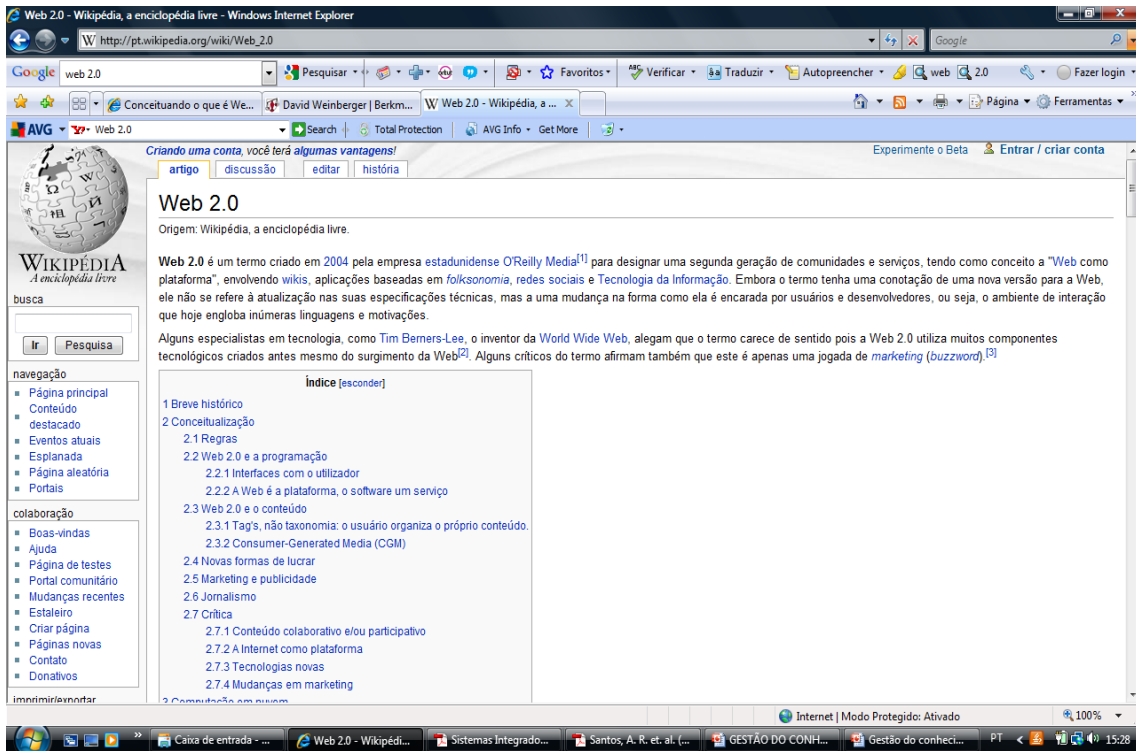 Web 2.0 - Wikipédia, a enciclopédia livre - Windows Internet Explorer
http://pt.wikipedia.org/wiki/Web_2.0
Google
Google web 2.0 Pesquisar Favoritos Verificar Traduzir Autopreencher web 2.0 Fazer login
Conceituando o que é We... David Weinberger | Berkm... Web 2.0 - Wikipédia, a ... Página Ferramentas
AVG Web 2.0 Search Total Protection AVG Info Get More
Criando uma conta, você terá algumas vantagens!
Experimente o Beta Entrar / criar conta
artigo discussão editar história
Web 2.0
Origem: Wikipédia, a enciclopédia livre.
WIKIPÉDIA
A enciclopédia livre
Web 2.0 é um termo criado em 2004 pela empresa estadunidense O'Reilly Media[1] para designar uma segunda geração de comunidades e serviços, tendo como conceito a "Web como
plataforma", envolvendo wikis, aplicações baseadas em folksonomia, redes sociais e Tecnologia da Informação. Embora o termo tenha uma conotação de uma nova versão para a Web,
ele não se refere à atualização nas suas especificações técnicas, mas a uma mudança na forma como ela é encarada por usuários e desenvolvedores, ou seja, o ambiente de interação
que hoje engloba inúmeras linguagens e motivações.
Alguns especialistas em tecnologia, como Tim Berners-Lee, o inventor da World Wide Web, alegam que o termo carece de sentido pois a Web 2.0 utiliza muitos componentes
tecnológicos criados antes mesmo do surgimento da Web[2]. Alguns críticos do termo afirmam também que este é apenas uma jogada de marketing (buzzword).[3]
busca
Ir Pesquisa
navegação
Página principal
Conteúdo
destacado
Eventos atuais
Esplanada
Página aleatória
Portais
colaboração
Boas-vindas
Ajuda
Página de testes
Portal comunitário
Mudanças recentes
Estaleiro
Criar página
Páginas novas
Contato
Donativos
imprimir/exportar
Índice [esconder]
1 Breve histórico
2 Conceitualização
2.1 Regras
2.2 Web 2.0 e a programação
2.2.1 Interfaces com o utilizador
2.2.2 A Web é a plataforma, o software um serviço
2.3 Web 2.0 e o conteúdo
2.3.1 Tag's, não taxonomia: o usuário organiza o próprio conteúdo.
2.3.2 Consumer-Generated Media (CGM)
2.4 Novas formas de lucrar
2.5 Marketing e publicidade
2.6 Jornalismo
2.7 Crítica
2.7.1 Conteúdo colaborativo e/ou participativo
2.7.2 A Internet como plataforma
2.7.3 Tecnologias novas
2.7.4 Mudanças em marketing
3 Computação em nuvem
Internet | Modo Protegido: Ativado 100%
Caixa de entrada - ... Web 2.0 - Wikipédi... Sistemas Integrado... Santos, A. R. et. al. (... GESTÃO DO CONH... Gestão do conheci... PT 15:28